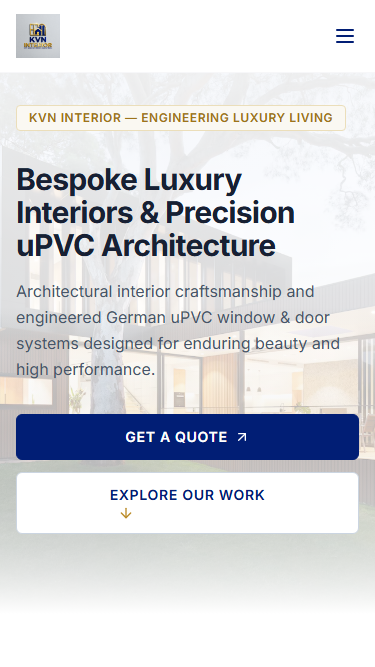 KVN
INTERIOR
KVN INTERIOR — ENGINEERING LUXURY LIVING
Bespoke Luxury
Interiors & Precision
uPVC Architecture
Architectural interior craftsmanship and
engineered German uPVC window & door
systems designed for enduring beauty and
high performance.
GET A QUOTE
EXPLORE OUR WORK